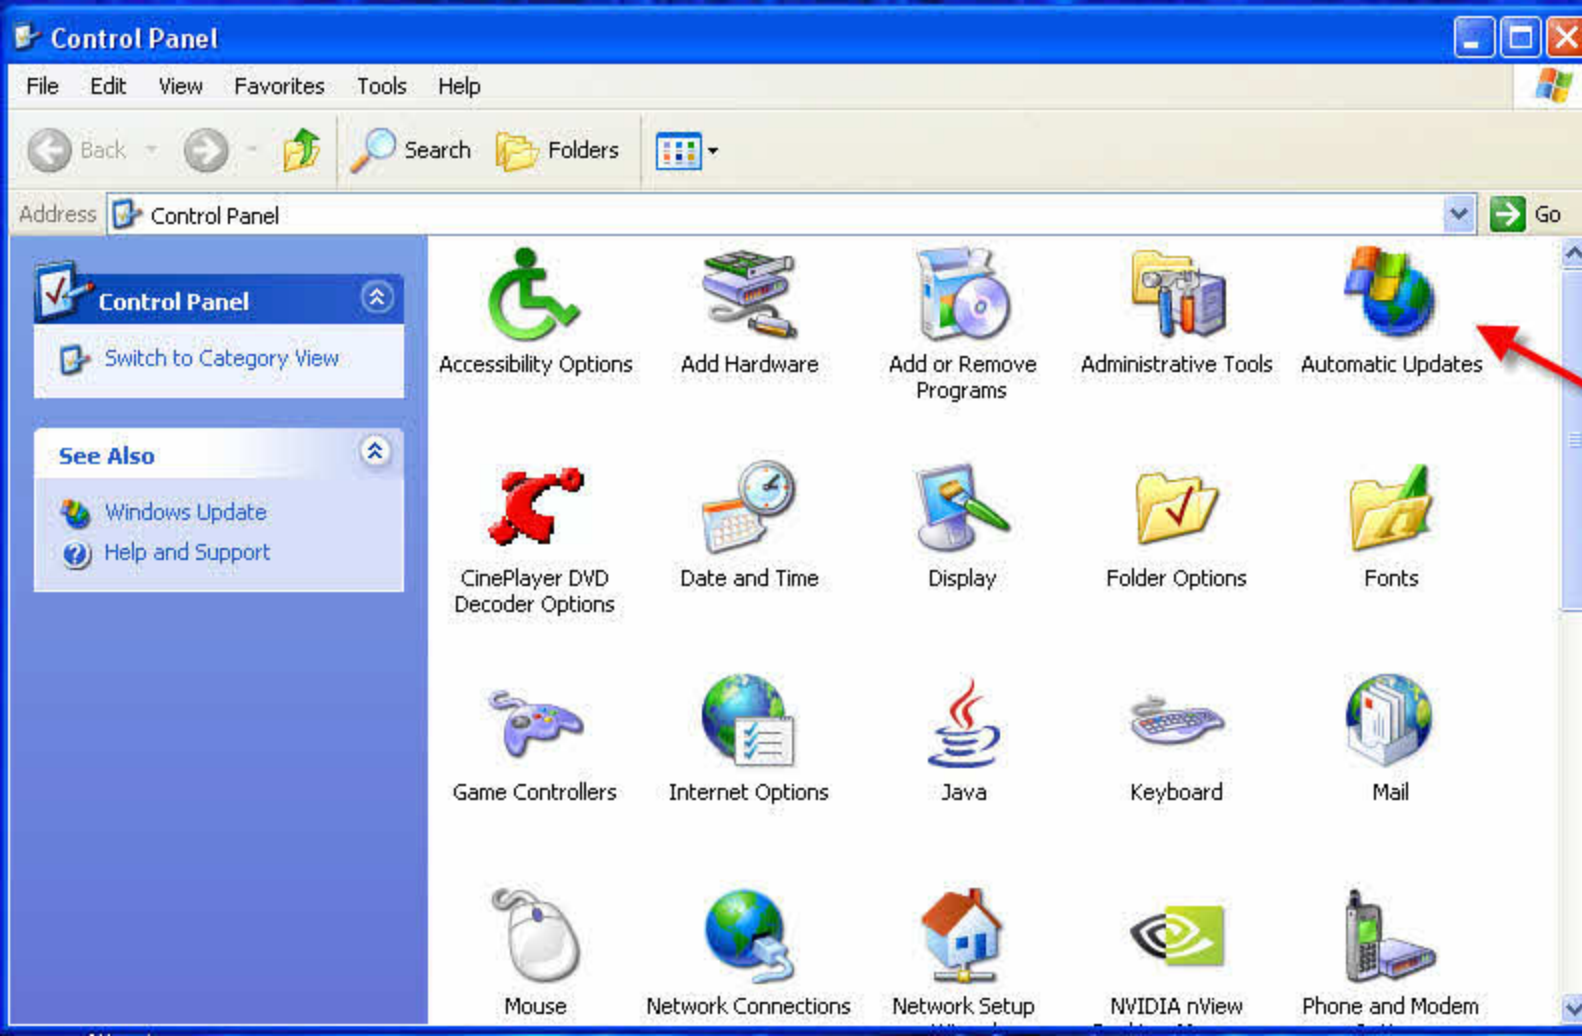 Control Panel
File Edit View Favorites Tools Help
Back Search Folders
Address Control Panel Go
Control Panel
Switch to Category View
See Also
Windows Update
Help and Support
Accessibility Options Add Hardware Add or Remove Administrative Tools Automatic Updates
Programs
CinePlayer DVD Date and Time Display Folder Options Fonts
Decoder Options
Game Controllers Internet Options Java Keyboard Mail
Mouse Network Connections Network Setup NVIDIA nView Phone and Modem